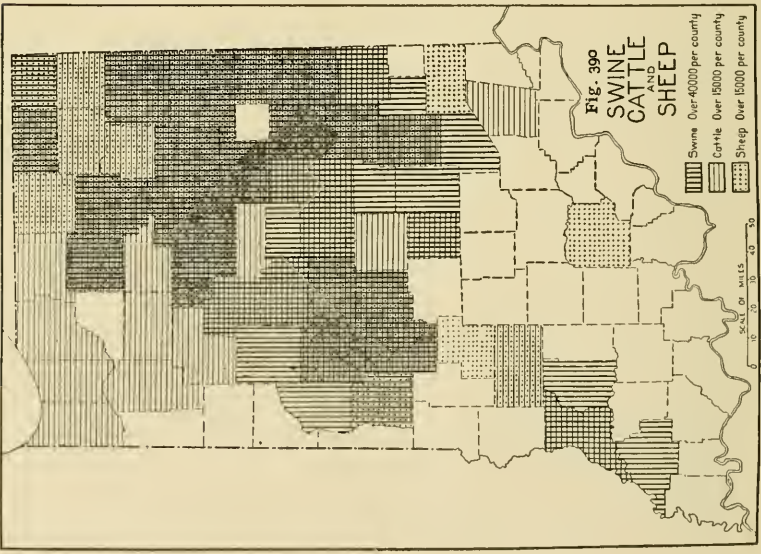 Fig. 390
SWINE
CATTLE
AND
SHEEP
Swine Over 40000 per county
Cattle Over 15000 per county
Sheep Over 15000 per county
SCALE OF MILES
0 10 20 30 40 50